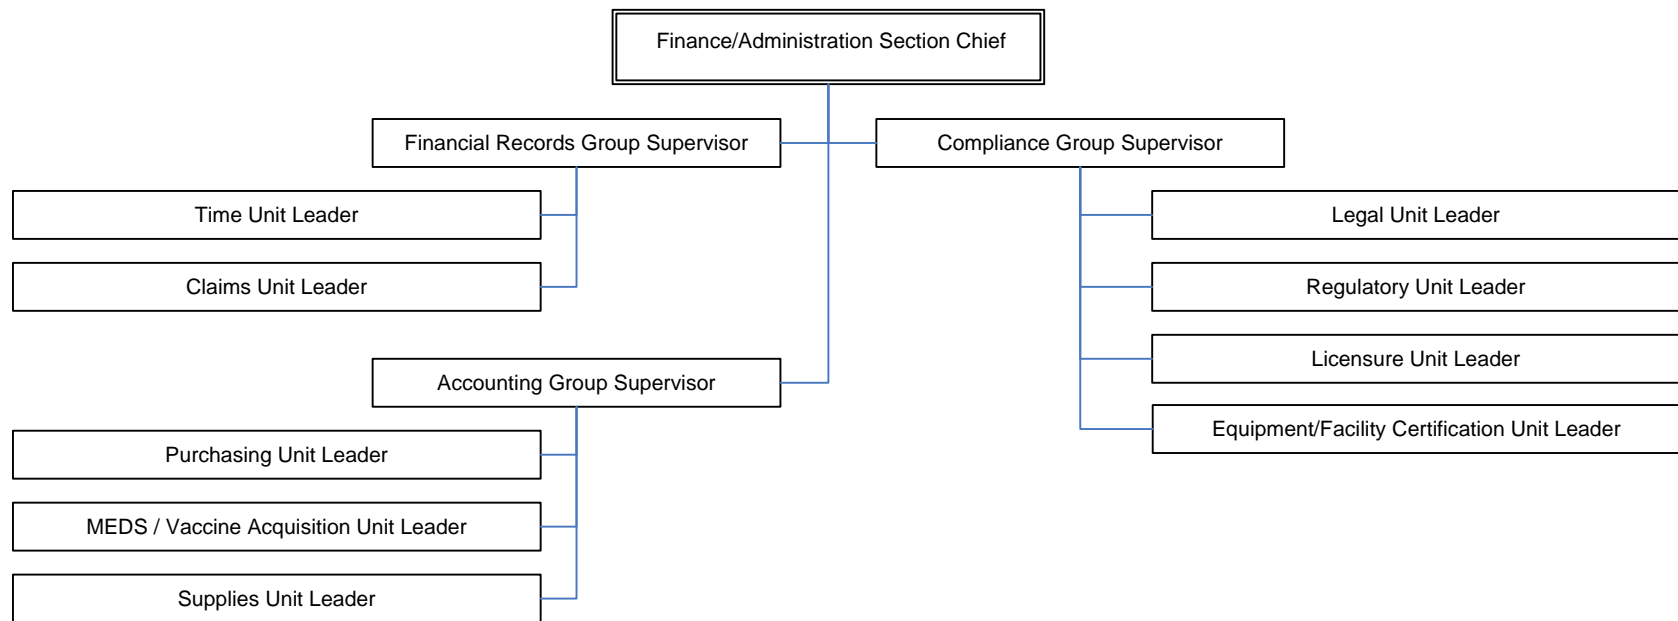 Finance/Administration Section Chief
Financial Records Group Supervisor
Compliance Group Supervisor
Time Unit Leader
Legal Unit Leader
Claims Unit Leader
Regulatory Unit Leader
Licensure Unit Leader
Accounting Group Supervisor
Equipment/Facility Certification Unit Leader
Purchasing Unit Leader
MEDS / Vaccine Acquisition Unit Leader
Supplies Unit Leader